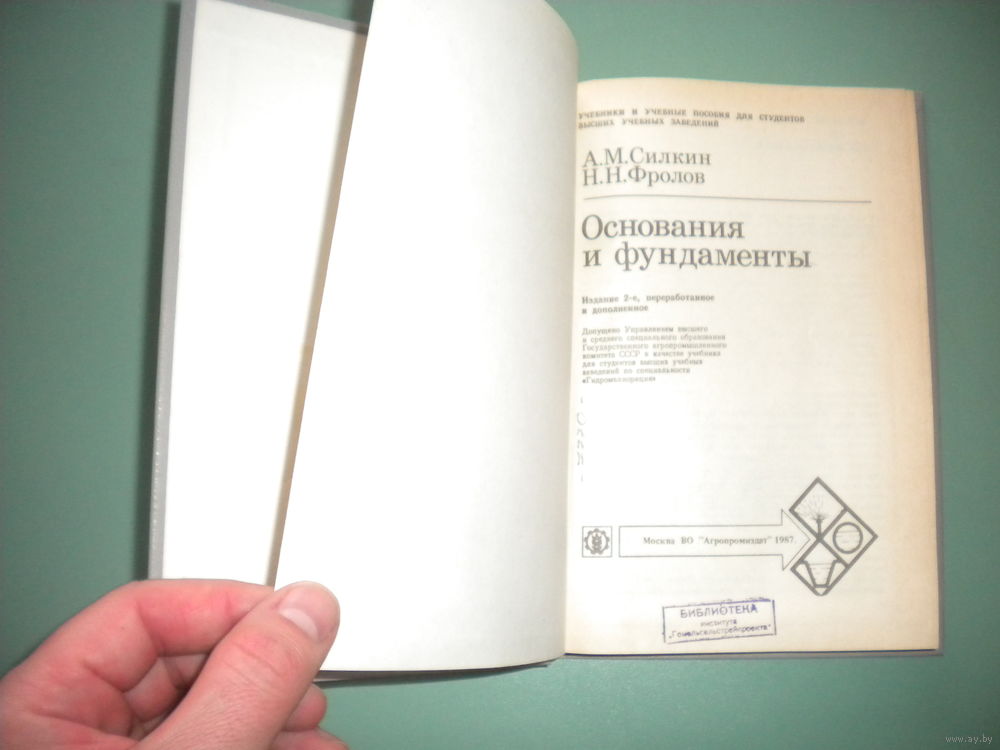 УЧЕБНИКИ И УЧЕБНЫЕ ПОСОБИЯ ДЛЯ СТУДЕНТОВ
ВЫСШИХ УЧЕБНЫХ ЗАВЕДЕНИЙ
А.М.Силкин
Н.Н.Фролов
Основания
и фундаменты
Издание 2-е, переработанное
и дополненное
Допущено Управлением высшего
и среднего специального образования
Государственного агропромышленного
комитета СССР в качестве учебника
для студентов высших учебных
заведений по специальности
«Гидромелиорация»
Москва ВО "Агропромиздат" 1987
БИБЛИОТЕКА
института
„Гомельсельстройпроекта"
www.ay.by